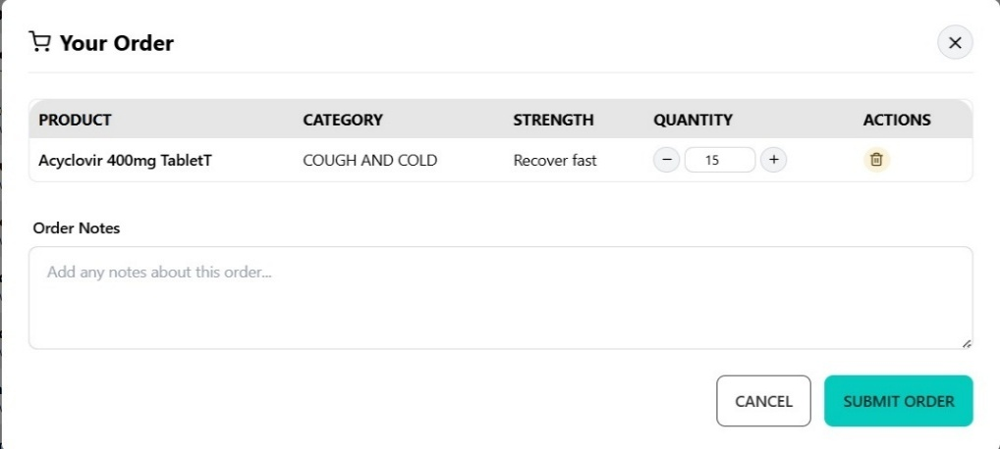 Your Order
PRODUCT CATEGORY STRENGTH QUANTITY ACTIONS
Acyclovir 400mg TabletT COUGH AND COLD Recover fast − 15 +
Order Notes
Add any notes about this order...
CANCEL SUBMIT ORDER